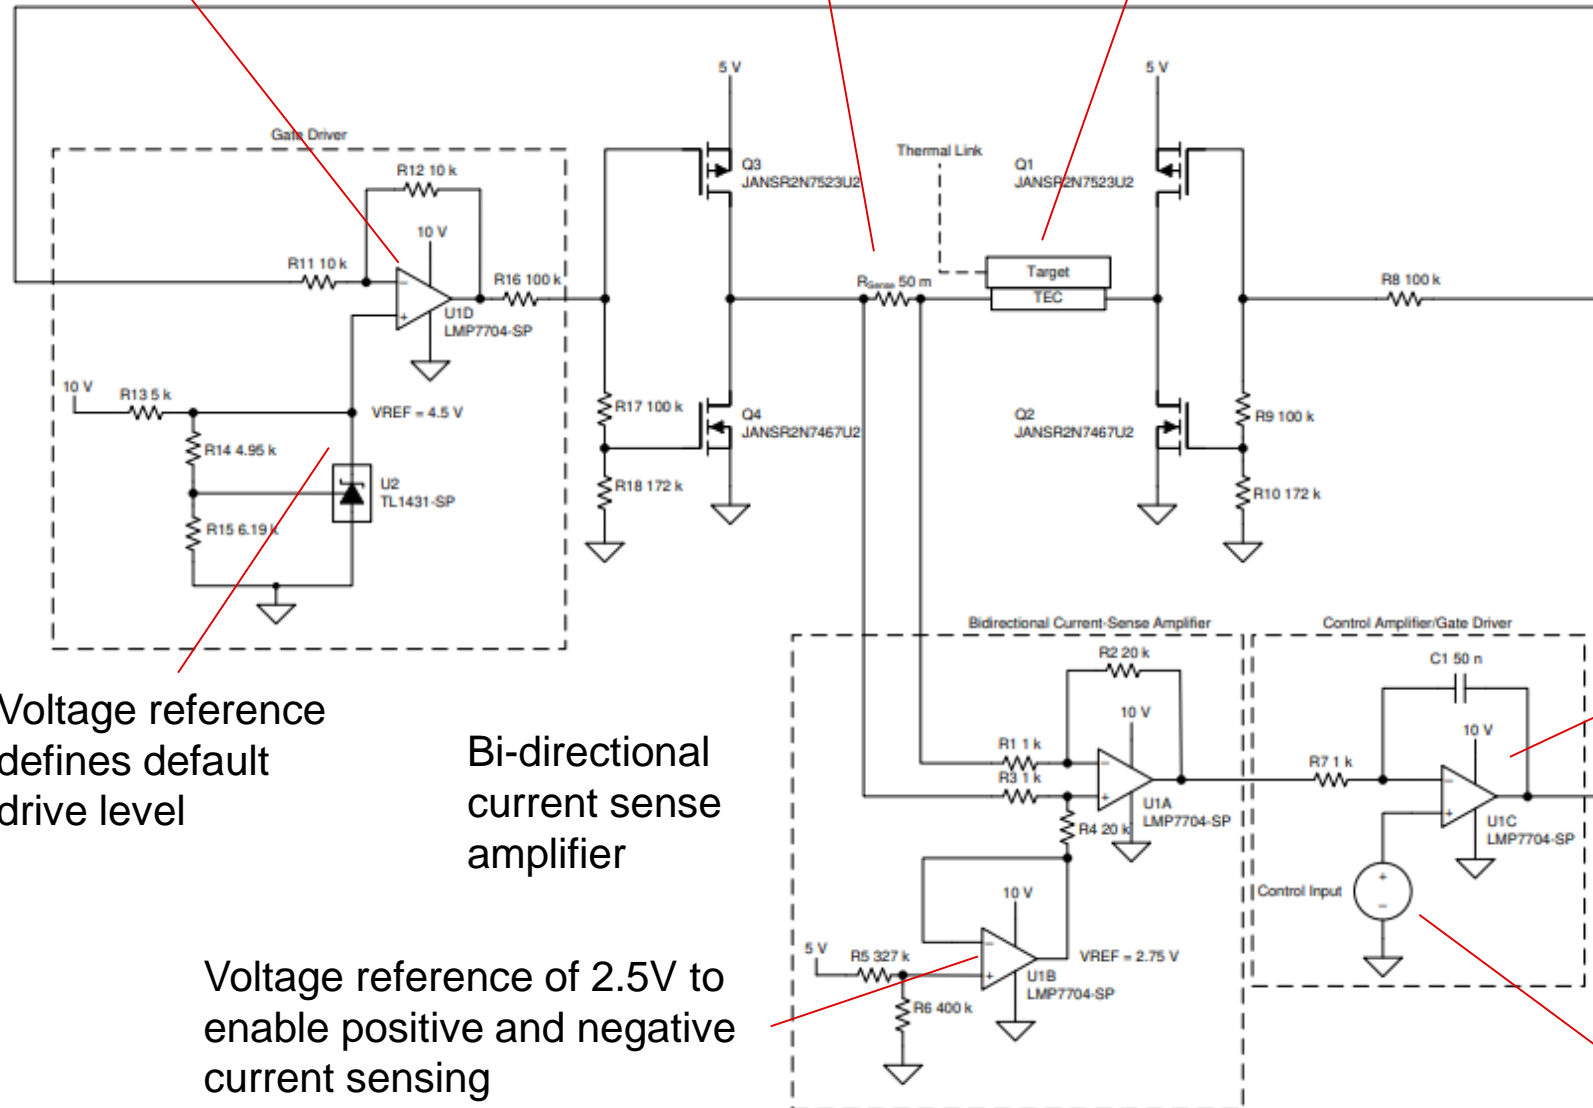 5 V
5 V
Gate Driver
R12 10 k
Thermal Link
Q3
JANSR2N7523U2
Q1
JANSR2N7523U2
10 V
R11 10 k
R16 100 k
Target
TEC
RSense 50 m
R8 100 k
U1D
LMP7704-SP
10 V
R13 5 k
VREF = 4.5 V
R17 100 k
Q4
JANSR2N7467U2
Q2
JANSR2N7467U2
R9 100 k
R14 4.95 k
U2
TL1431-SP
R18 172 k
R10 172 k
R15 6.19 k
Bidirectional Current-Sense Amplifier
Control Amplifier/Gate Driver
R2 20 k
C1 50 n
Voltage reference
defines default
drive level
Bi-directional
current sense
amplifier
10 V
10 V
R1 1 k
R3 1 k
R7 1 k
U1A
LMP7704-SP
U1C
LMP7704-SP
R4 20 k
Control Input
10 V
5 V
R5 327 k
VREF = 2.75 V
U1B
LMP7704-SP
R6 400 k
Voltage reference of 2.5V to
enable positive and negative
current sensing